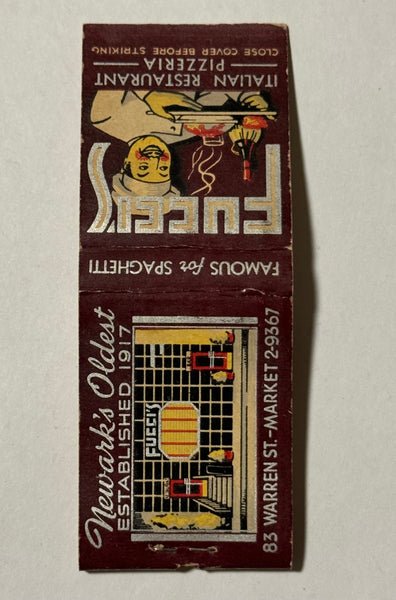 CLOSE COVER BEFORE STRIKING
ITALIAN RESTAURANT
PIZZERIA
FUCCI'S
FAMOUS for SPAGHETTI
Newark's Oldest
ESTABLISHED 1917
FUCCI'S
83 WARREN ST.-MARKET 2-9367